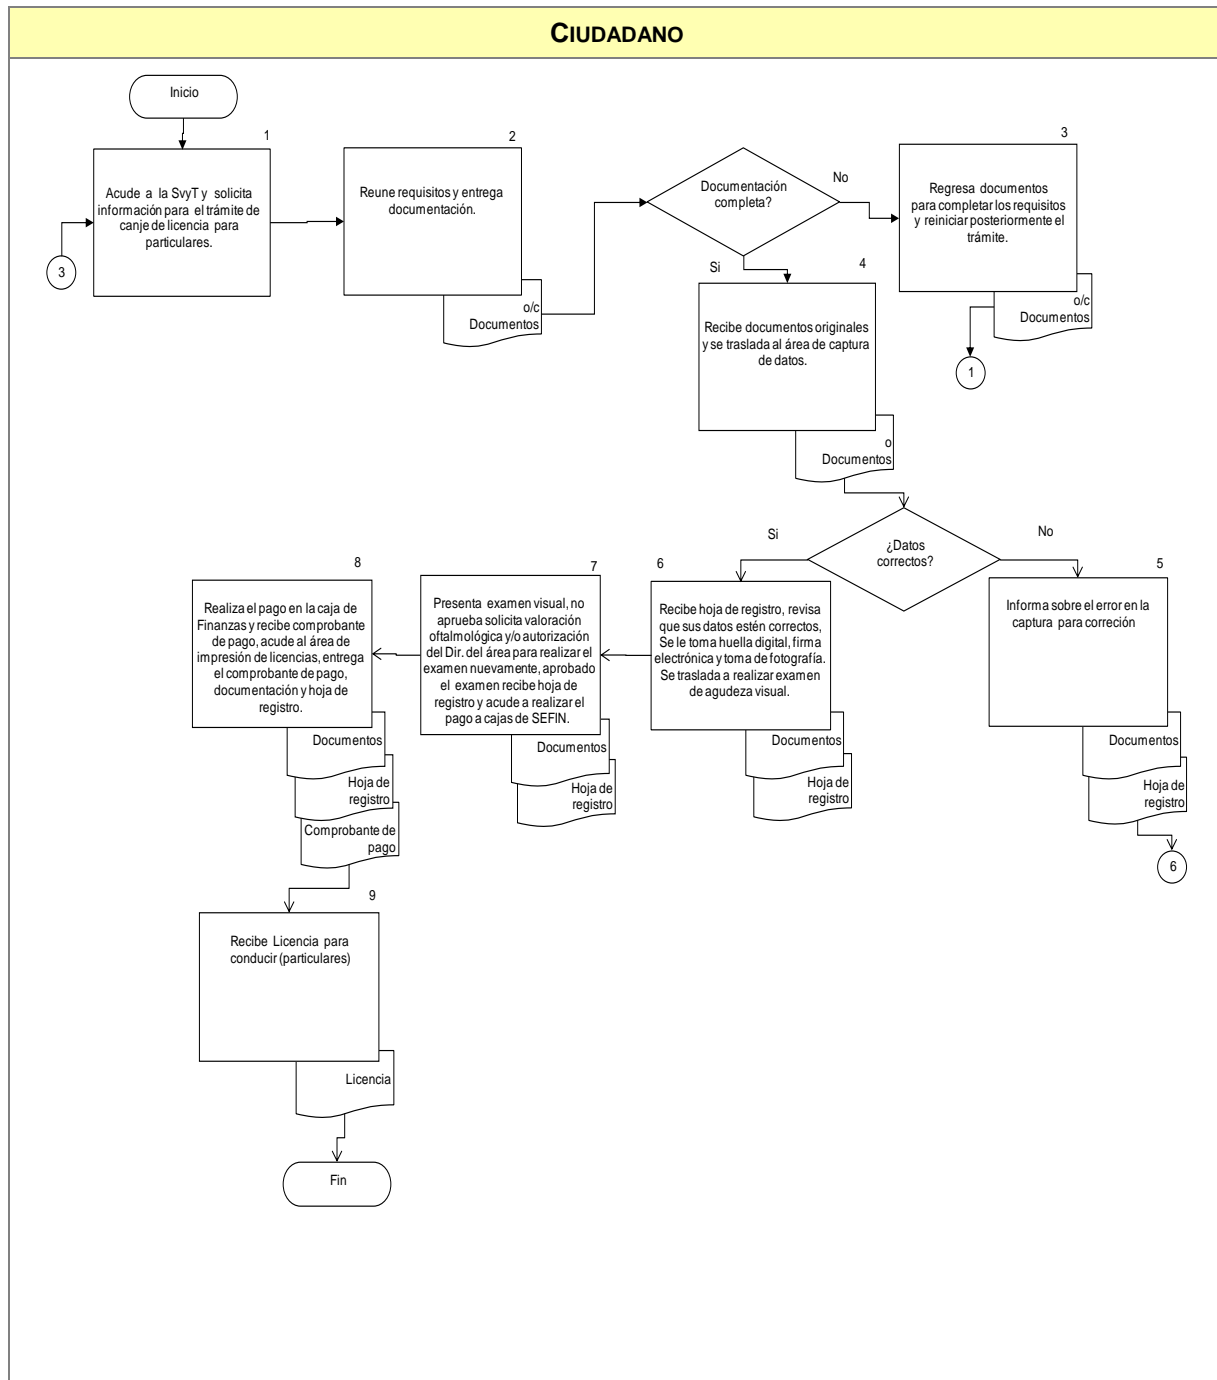 CIUDADANO
Inicio
1
Acude a la SvyT y solicita
información para el trámite de
canje de licencia para
particulares.
3
2
Reune requisitos y entrega
documentación.
o/c
Documentos
Documentación
completa?
No
Si
3
Regresa documentos
para completar los requisitos
y reiniciar posteriormente el
trámite.
o/c
Documentos
1
4
Recibe documentos originales
y se traslada al área de captura
de datos.
o
Documentos
¿Datos
correctos?
Si
No
5
Informa sobre el error en la
captura para correción
Documentos
Hoja de
registro
6
6
Recibe hoja de registro, revisa
que sus datos estén correctos,
Se le toma huella digital, firma
electrónica y toma de fotografía.
Se traslada a realizar examen
de agudeza visual.
Documentos
Hoja de
registro
7
Presenta examen visual, no
aprueba solicita valoración
oftalmológica y/o autorización
del Dir. del área para realizar el
examen nuevamente, aprobado
el examen recibe hoja de
registro y acude a realizar el
pago a cajas de SEFIN.
Documentos
Hoja de
registro
8
Realiza el pago en la caja de
Finanzas y recibe comprobante
de pago, acude al área de
impresión de licencias, entrega
el comprobante de pago,
documentación y hoja de
registro.
Documentos
Hoja de
registro
Comprobante de
pago
9
Recibe Licencia para
conducir (particulares)
Licencia
Fin